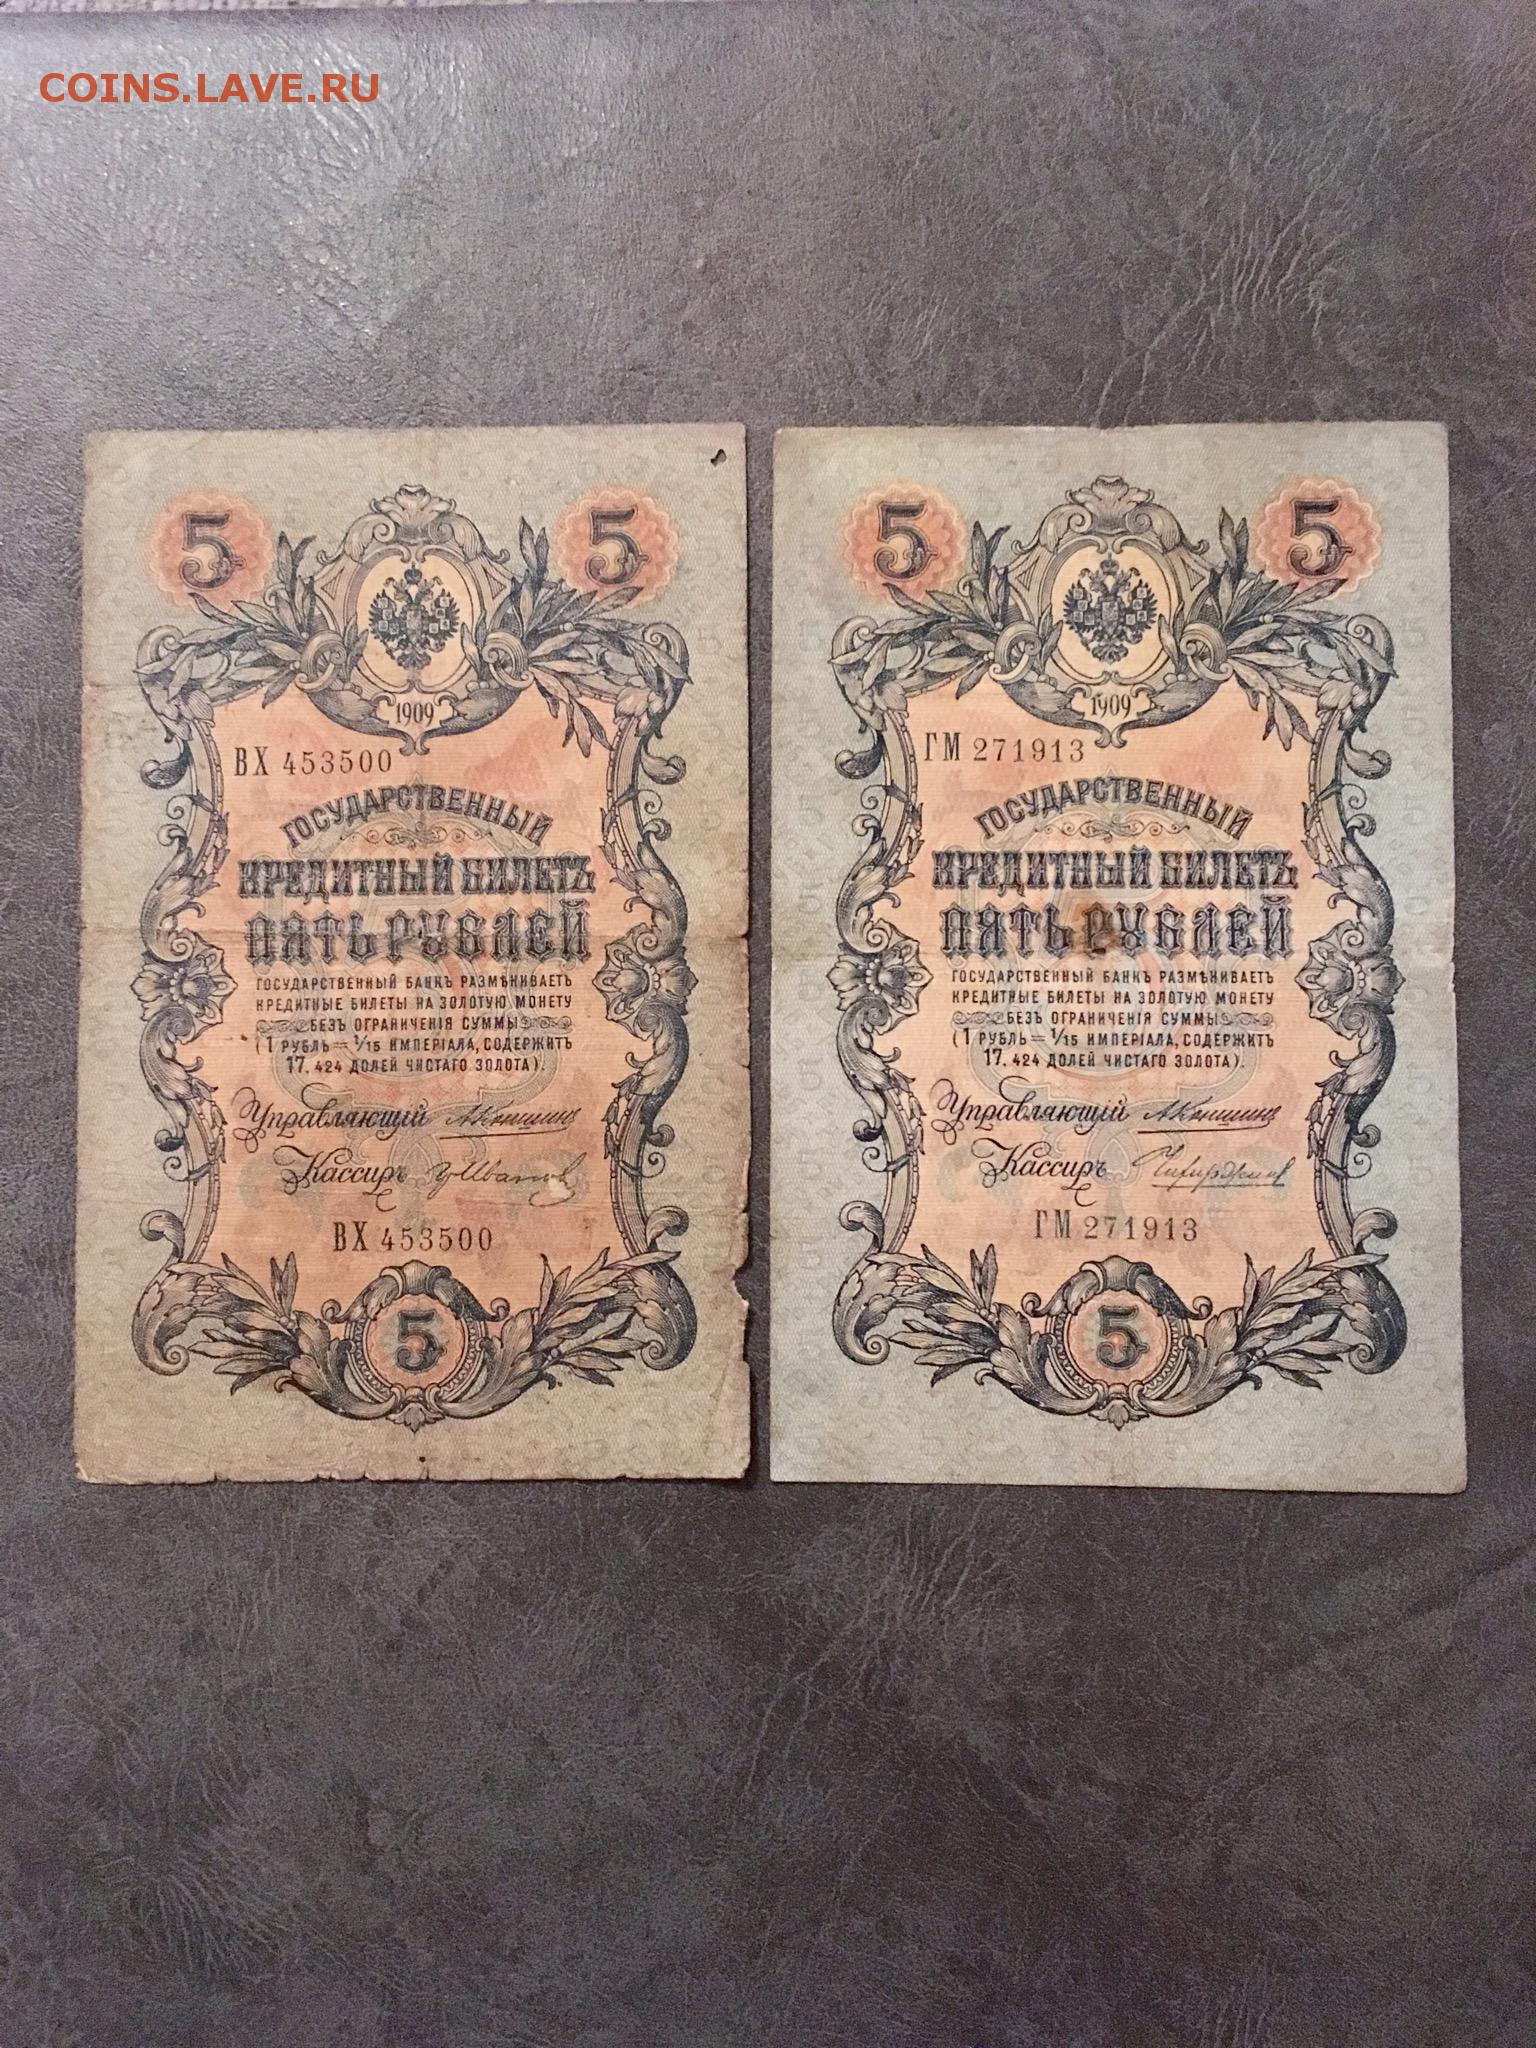 COINS.LAVE.RU
5 5
1909
ВХ 453500
ГОСУДАРСТВЕННЫЙ
КРЕДИТНЫЙ БИЛЕТЪ
ПЯТЬ РУБЛЕЙ
ГОСУДАРСТВЕННЫЙ БАНКЪ РАЗМѢНИВАЕТЪ
КРЕДИТНЫЕ БИЛЕТЫ НА ЗОЛОТУЮ МОНЕТУ
БЕЗЪ ОГРАНИЧЕНІЯ СУММЫ
(1 РУБЛЬ = 1/15 ИМПЕРІАЛА, СОДЕРЖИТЪ
17,424 ДОЛЕЙ ЧИСТАГО ЗОЛОТА).
Управляющій АКоншинъ
Кассиръ ГИвановъ
ВХ 453500
5
5 5
1909
ГМ 271913
ГОСУДАРСТВЕННЫЙ
КРЕДИТНЫЙ БИЛЕТЪ
ПЯТЬ РУБЛЕЙ
ГОСУДАРСТВЕННЫЙ БАНКЪ РАЗМѢНИВАЕТЪ
КРЕДИТНЫЕ БИЛЕТЫ НА ЗОЛОТУЮ МОНЕТУ
БЕЗЪ ОГРАНИЧЕНІЯ СУММЫ
(1 РУБЛЬ = 1/15 ИМПЕРІАЛА, СОДЕРЖИТЪ
17,424 ДОЛЕЙ ЧИСТАГО ЗОЛОТА).
Управляющій АКоншинъ
Кассиръ
ГМ 271913
5